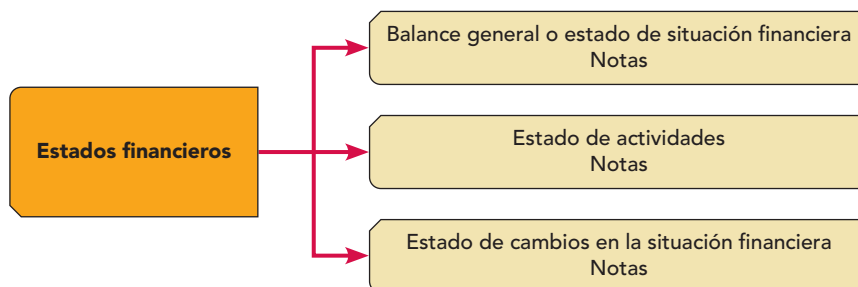 Balance general o estado de situación financiera
Notas
Estados financieros
Estado de actividades
Notas
Estado de cambios en la situación financiera
Notas